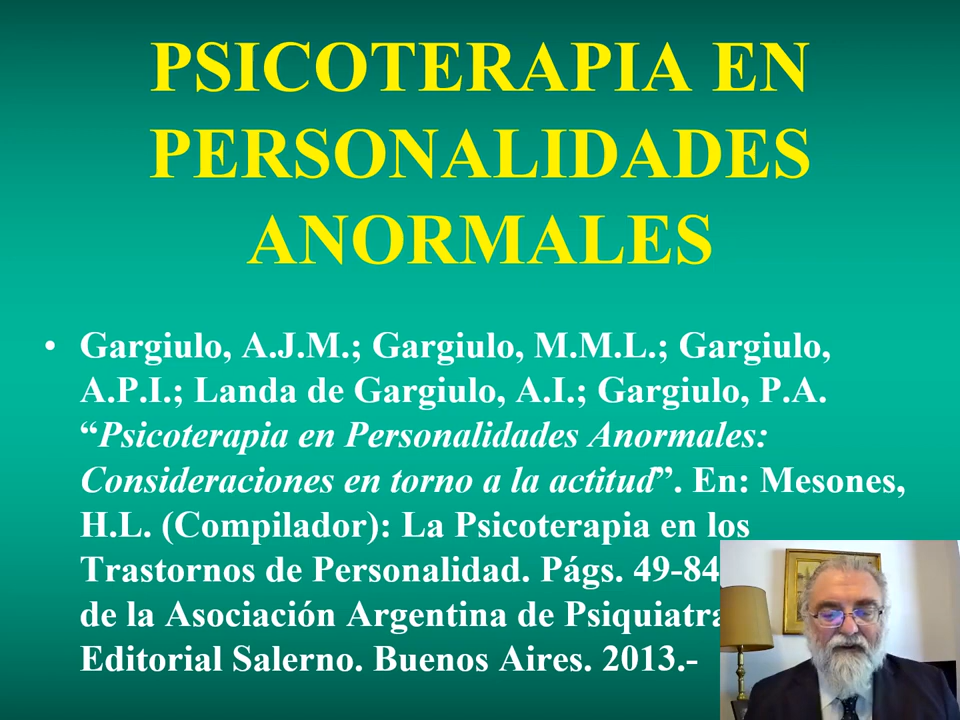 PSICOTERAPIA EN
PERSONALIDADES
ANORMALES
• Gargiulo, A.J.M.; Gargiulo, M.M.L.; Gargiulo,
A.P.I.; Landa de Gargiulo, A.I.; Gargiulo, P.A.
“Psicoterapia en Personalidades Anormales:
Consideraciones en torno a la actitud”. En: Mesones,
H.L. (Compilador): La Psicoterapia en los
Trastornos de Personalidad. Págs. 49-84
de la Asociación Argentina de
Editorial Salerno. Buenos Aires. 2013.-